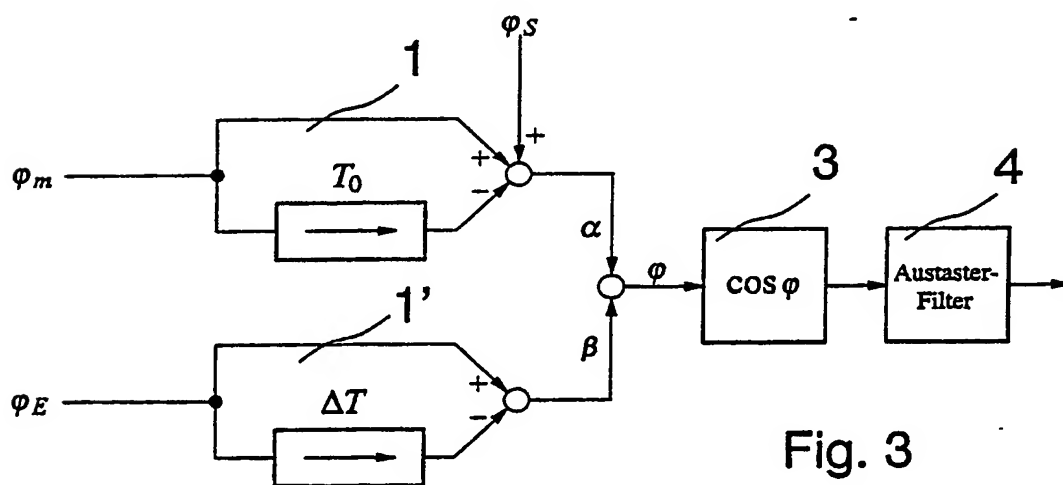 φS
1
+
φm
+
T0
−
3
4
α
φ
COS φ
Austaster-
Filter
1’
β
φE
+
ΔT
−
Fig. 3